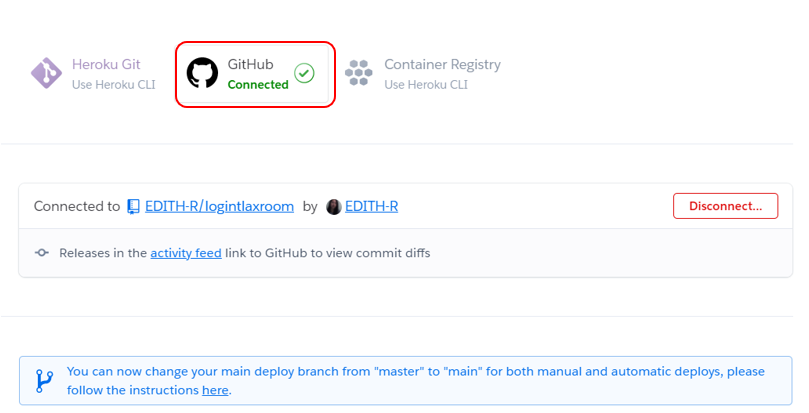 Heroku Git
Use Heroku CLI
GitHub
Connected
Container Registry
Use Heroku CLI
Connected to EDITH-R/logintlaxroom by EDITH-R
Disconnect...
Releases in the activity feed link to GitHub to view commit diffs
You can now change your main deploy branch from "master" to "main" for both manual and automatic deploys, please
follow the instructions here.